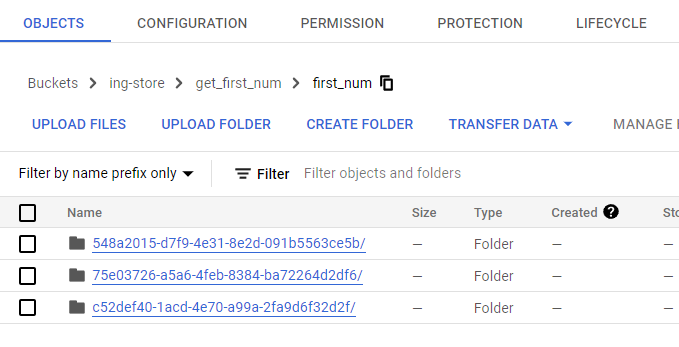 OBJECTS CONFIGURATION PERMISSION PROTECTION LIFECYCLE
Buckets > ing-store > get_first_num > first_num
UPLOAD FILES UPLOAD FOLDER CREATE FOLDER TRANSFER DATA MANAGE
Filter by name prefix only Filter Filter objects and folders
Name Size Type Created ?
548a2015-d7f9-4e31-8e2d-091b5563ce5b/ — Folder — —
75e03726-a5a6-4feb-8384-ba72264d2df6/ — Folder — —
c52def40-1acd-4e70-a99a-2fa9d6f32d2f/ — Folder — —